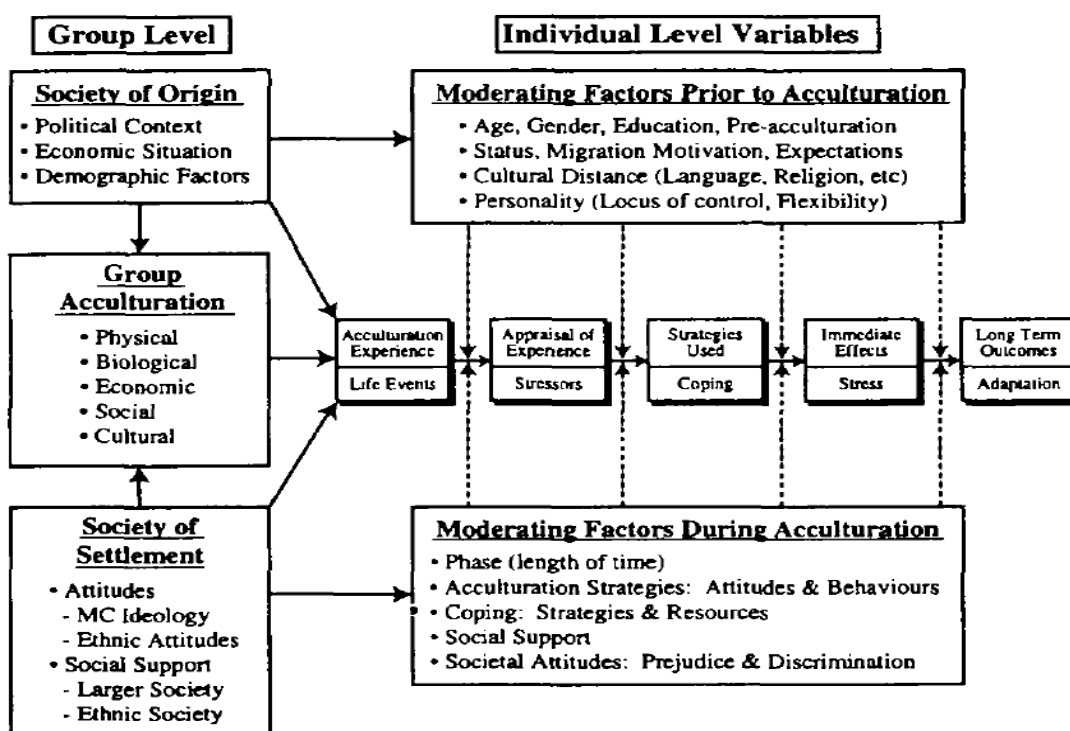 Group Level
Individual Level Variables
Society of Origin
• Political Context
• Economic Situation
• Demographic Factors
Moderating Factors Prior to Acculturation
• Age, Gender, Education, Pre-acculturation
• Status, Migration Motivation, Expectations
• Cultural Distance (Language, Religion, etc)
• Personality (Locus of control, Flexibility)
Group
Acculturation
• Physical
• Biological
• Economic
• Social
• Cultural
Acculturation
Experience
Life Events
Appraisal of
Experience
Stressors
Strategies
Used
Coping
Immediate
Effects
Stress
Long Term
Outcomes
Adaptation
Society of
Settlement
• Attitudes
- MC Ideology
- Ethnic Attitudes
• Social Support
- Larger Society
- Ethnic Society
Moderating Factors During Acculturation
• Phase (length of time)
• Acculturation Strategies: Attitudes & Behaviours
• Coping: Strategies & Resources
• Social Support
• Societal Attitudes: Prejudice & Discrimination